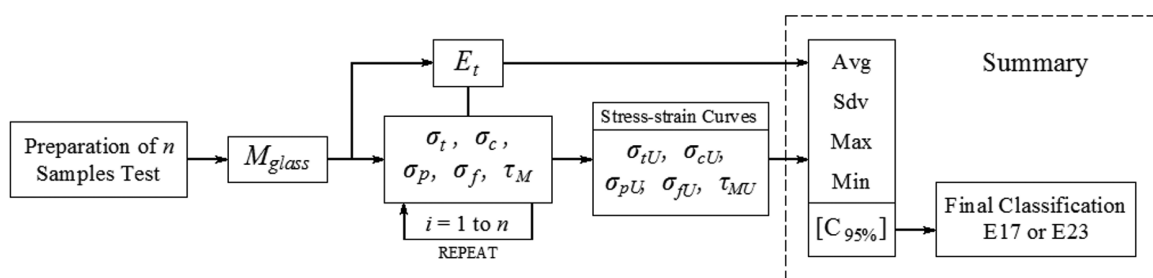 Preparation of n
Samples Test
M_glass
E_t
σ_t, σ_c,
σ_p, σ_f, τ_M
i = 1 to n
REPEAT
Stress-strain Curves
σ_tU, σ_cU,
σ_pU, σ_fU, τ_MU
Summary
Avg
Sdv
Max
Min
[C_95%]
Final Classification
E17 or E23